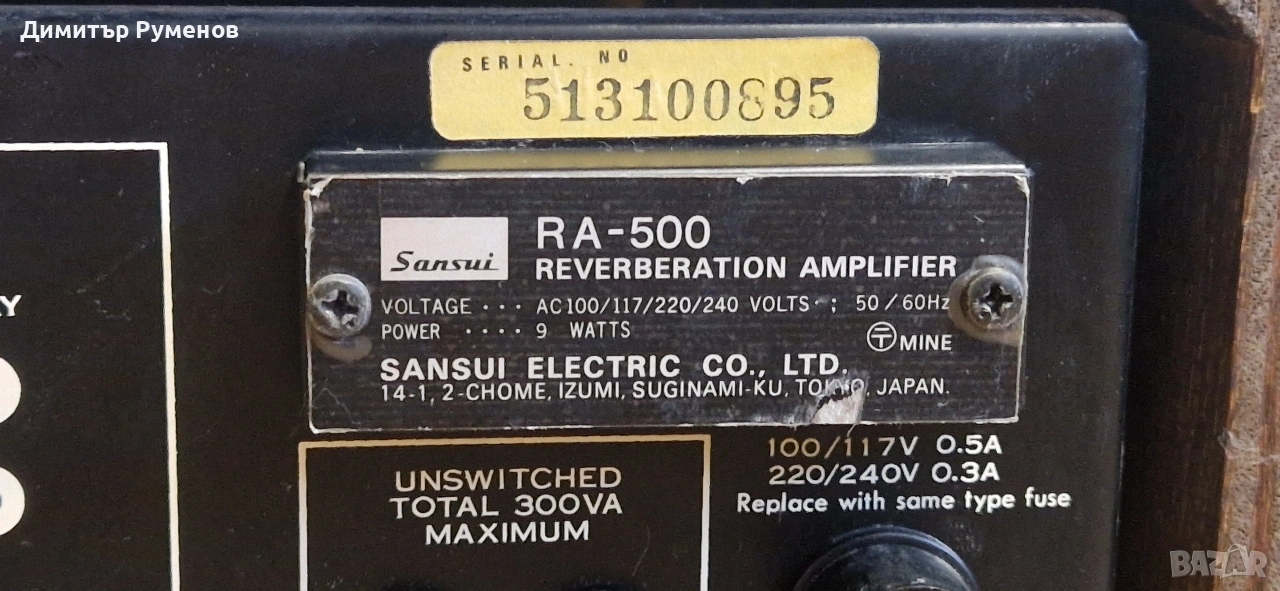 Димитър Руменов
SERIAL. NO
513100895
Sansui
RA-500
REVERBERATION AMPLIFIER
VOLTAGE ··· AC100/117/220/240 VOLTS·; 50/60Hz
POWER ···· 9 WATTS
MINE
SANSUI ELECTRIC CO., LTD.
14-1, 2-CHOME, IZUMI, SUGINAMI-KU, TOKYO, JAPAN.
UNSWITCHED
TOTAL 300VA
MAXIMUM
100/117V 0.5A
220/240V 0.3A
Replace with same type fuse
BAZAR